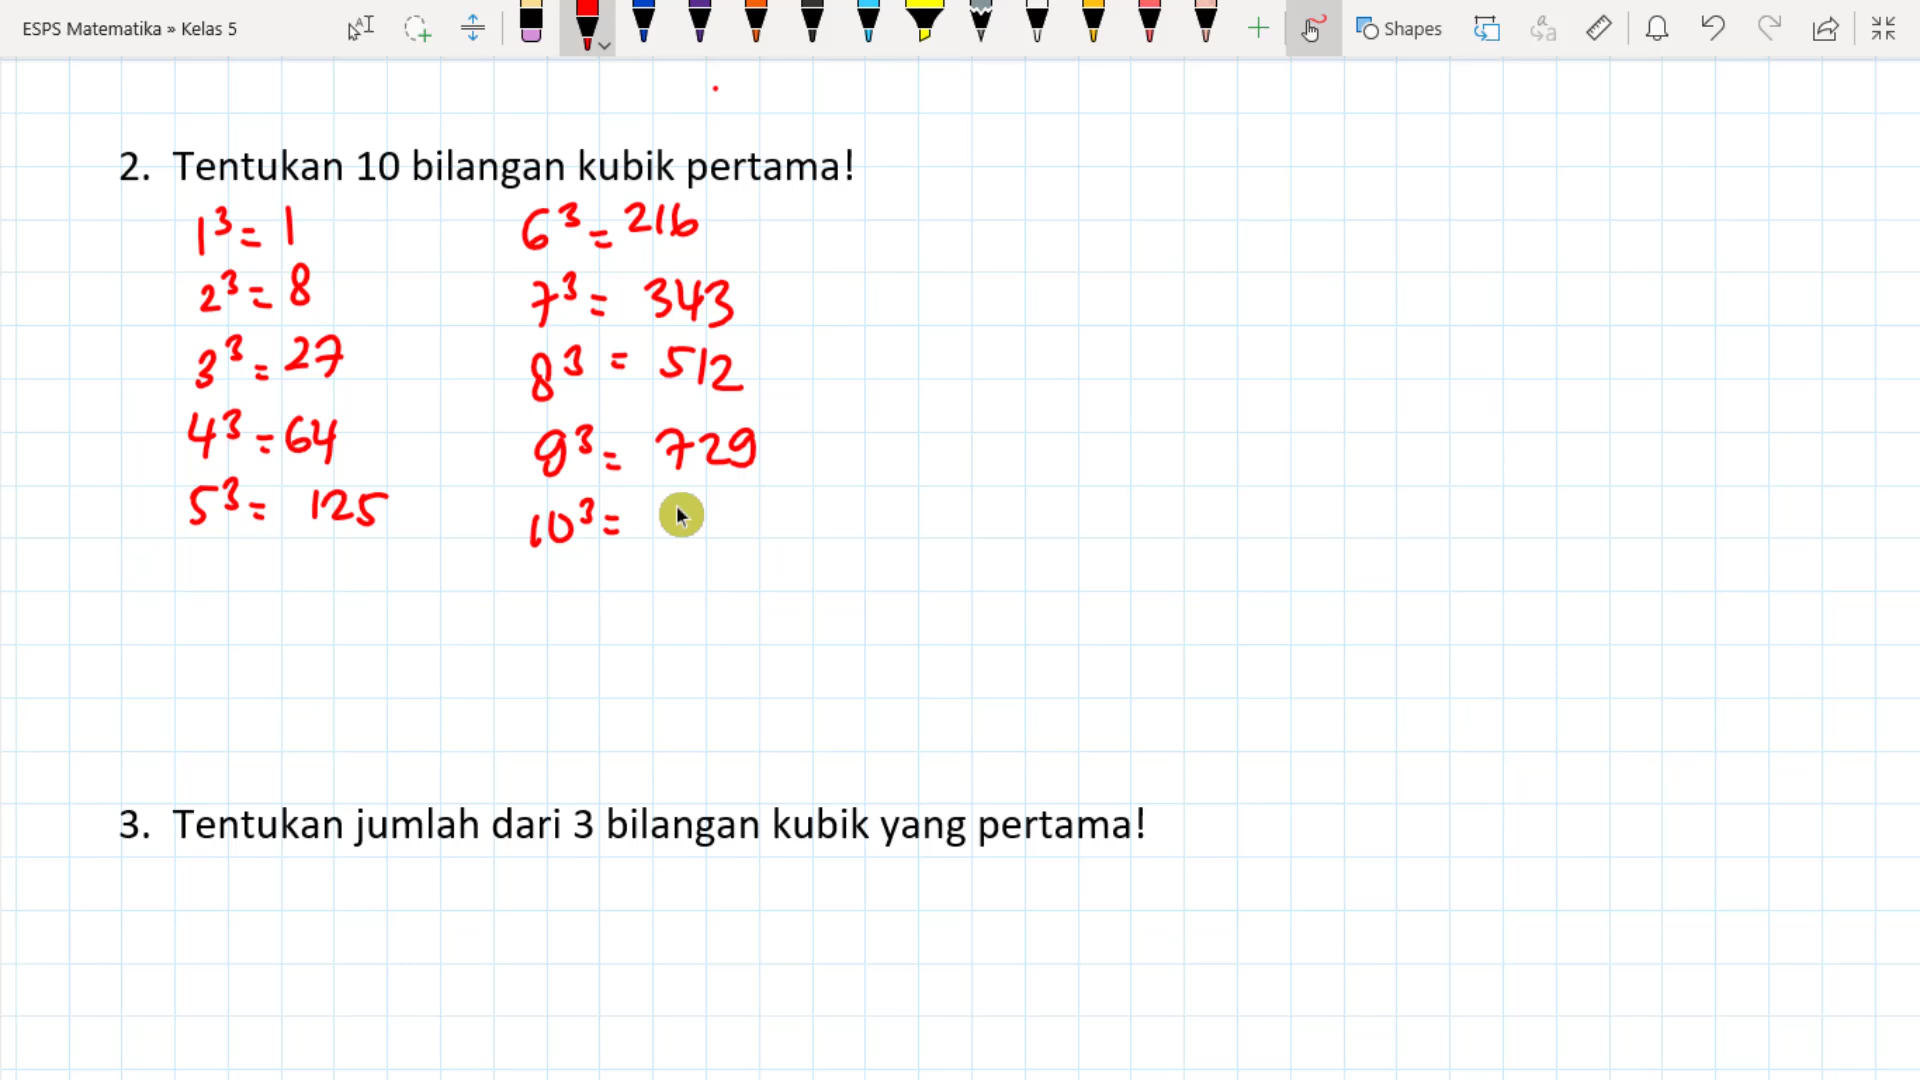 ESPS Matematika » Kelas 5
Shapes
2. Tentukan 10 bilangan kubik pertama!
1³ = 1
2³ = 8
3³ = 27
4³ = 64
5³ = 125
6³ = 216
7³ = 343
8³ = 512
9³ = 729
10³ =
3. Tentukan jumlah dari 3 bilangan kubik yang pertama!